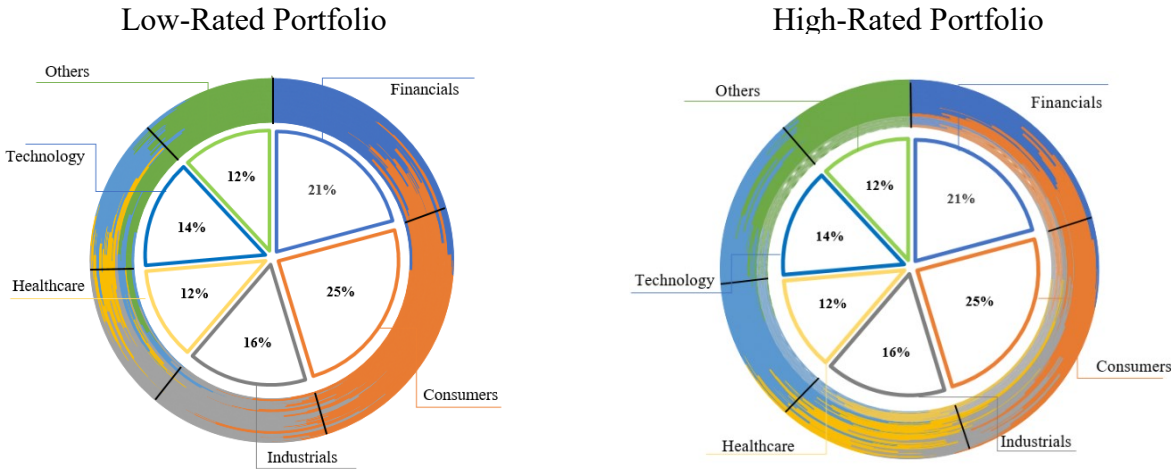 Low-Rated Portfolio
Others
Financials
Technology
12%
21%
14%
Healthcare
12%
25%
16%
Consumers
Industrials
High-Rated Portfolio
Others
Financials
12%
21%
14%
Technology
12%
25%
16%
Consumers
Healthcare
Industrials